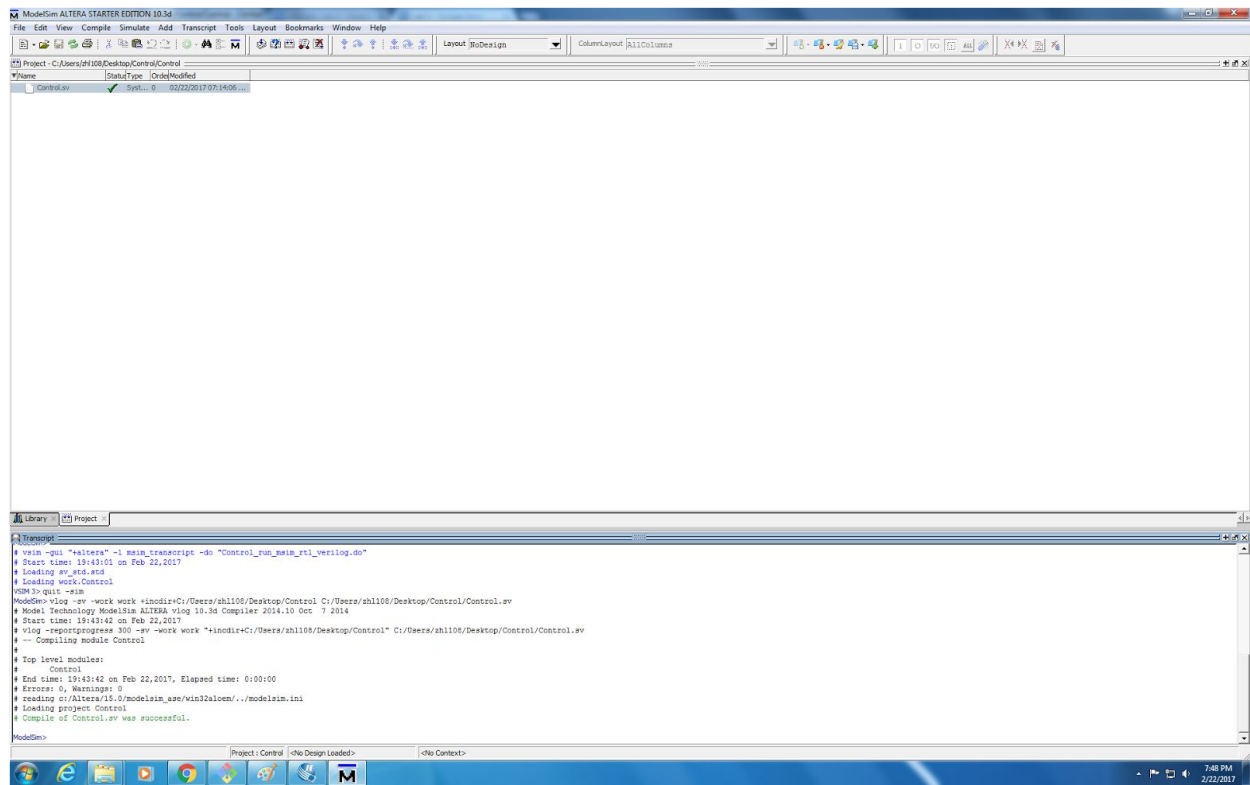 ModelSim ALTERA STARTER EDITION 10.3d
File Edit View Compile Simulate Add Transcript Tools Layout Bookmarks Window Help
Layout NoDesign ColumnLayout AllColumns
Project - C:/Users/zhl108/Desktop/Control/Control
Name Status Type Order Modified
Control.sv Syst... 0 02/22/2017 07:14:06 ...
Library Project
Transcript
# vsim -gui "+altera" -l msim_transcript -do "Control_run_msim_rtl_verilog.do"
# Start time: 19:43:01 on Feb 22,2017
# Loading sv_std.std
# Loading work.Control
VSIM 3> quit -sim
ModelSim> vlog -sv -work work +incdir+C:/Users/zhl108/Desktop/Control C:/Users/zhl108/Desktop/Control/Control.sv
# Model Technology ModelSim ALTERA vlog 10.3d Compiler 2014.10 Oct 7 2014
# Start time: 19:43:42 on Feb 22,2017
# vlog -reportprogress 300 -sv -work work "+incdir+C:/Users/zhl108/Desktop/Control" C:/Users/zhl108/Desktop/Control/Control.sv
# -- Compiling module Control
#
# Top level modules:
# Control
# End time: 19:43:42 on Feb 22,2017, Elapsed time: 0:00:00
# Errors: 0, Warnings: 0
# reading c:/Altera/15.0/modelsim_ase/win32aloem/../modelsim.ini
# Loading project Control
# Compile of Control.sv was successful.
ModelSim>
Project : Control <No Design Loaded> <No Context>
7:48 PM
2/22/2017